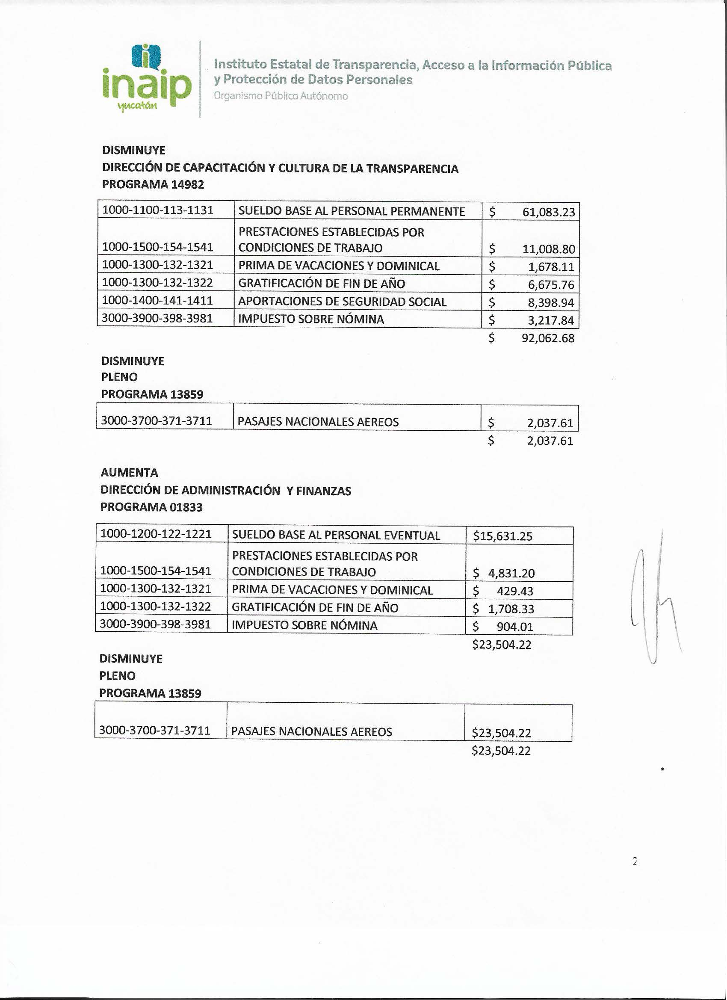 inaip
yucatán
Instituto Estatal de Transparencia, Acceso a la Información Pública
y Protección de Datos Personales
Organismo Público Autónomo
DISMINUYE
DIRECCIÓN DE CAPACITACIÓN Y CULTURA DE LA TRANSPARENCIA
PROGRAMA 14982
1000-1100-113-1131 SUELDO BASE AL PERSONAL PERMANENTE $ 61,083.23
PRESTACIONES ESTABLECIDAS POR
1000-1500-154-1541 CONDICIONES DE TRABAJO $ 11,008.80
1000-1300-132-1321 PRIMA DE VACACIONES Y DOMINICAL $ 1,678.11
1000-1300-132-1322 GRATIFICACIÓN DE FIN DE AÑO $ 6,675.76
1000-1400-141-1411 APORTACIONES DE SEGURIDAD SOCIAL $ 8,398.94
3000-3900-398-3981 IMPUESTO SOBRE NÓMINA $ 3,217.84
$ 92,062.68
DISMINUYE
PLENO
PROGRAMA 13859
3000-3700-371-3711 PASAJES NACIONALES AEREOS $ 2,037.61
$ 2,037.61
AUMENTA
DIRECCIÓN DE ADMINISTRACIÓN Y FINANZAS
PROGRAMA 01833
1000-1200-122-1221 SUELDO BASE AL PERSONAL EVENTUAL $15,631.25
PRESTACIONES ESTABLECIDAS POR
1000-1500-154-1541 CONDICIONES DE TRABAJO $ 4,831.20
1000-1300-132-1321 PRIMA DE VACACIONES Y DOMINICAL $ 429.43
1000-1300-132-1322 GRATIFICACIÓN DE FIN DE AÑO $ 1,708.33
3000-3900-398-3981 IMPUESTO SOBRE NÓMINA $ 904.01
$23,504.22
DISMINUYE
PLENO
PROGRAMA 13859
3000-3700-371-3711 PASAJES NACIONALES AEREOS $23,504.22
$23,504.22
2